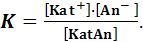 K = [Kat⁺]·[An⁻] / [KatAn].